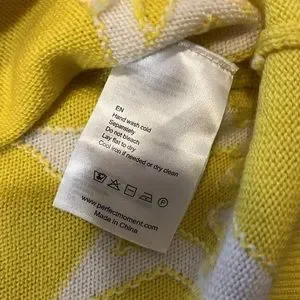 EN
Hand wash cold
Separately
Do not bleach
Lay flat to dry
Cool iron if needed or dry clean
P
www.perfectmoment.com
Made in China